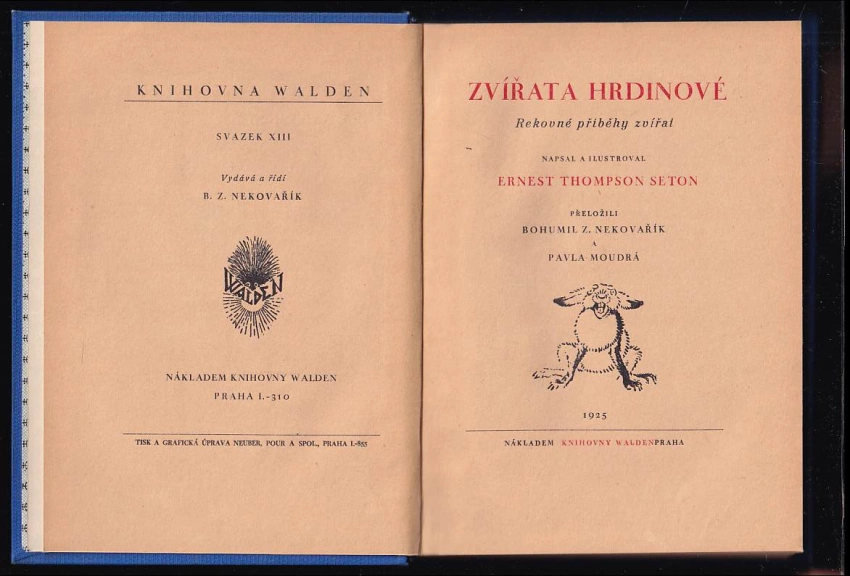 KNIHOVNA WALDEN
SVAZEK XIII
Vydává a řídí
B. Z. NEKOVAŘÍK
WALDEN
NÁKLADEM KNIHOVNY WALDEN
PRAHA I.-310
TISK A GRAFICKÁ ÚPRAVA NEUBER, POUR A SPOL., PRAHA I.-853
ZVÍŘATA HRDINOVÉ
Rekovné příběhy zvířat
NAPSAL A ILUSTROVAL
ERNEST THOMPSON SETON
PŘELOŽILI
BOHUMIL Z. NEKOVAŘÍK
A
PAVLA MOUDRÁ
1925
NÁKLADEM KNIHOVNY WALDEN PRAHA